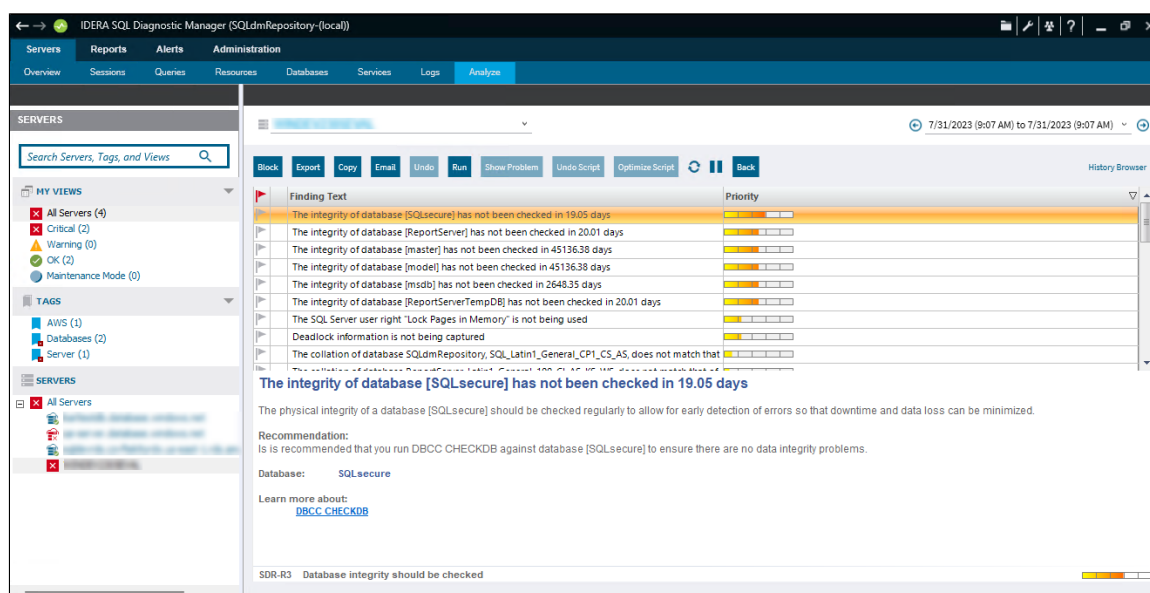 IDERA SQL Diagnostic Manager (SQLdmRepository-(local))
Servers Reports Alerts Administration
Overview Sessions Queries Resources Databases Services Logs Analyze
SERVERS
7/31/2023 (9:07 AM) to 7/31/2023 (9:07 AM)
Search Servers, Tags, and Views
Block Export Copy Email Undo Run Show Problem Undo Script Optimize Script Back History Browser
MY VIEWS
All Servers (4)
Critical (2)
Warning (0)
OK (2)
Maintenance Mode (0)
TAGS
AWS (1)
Databases (2)
Server (1)
SERVERS
All Servers
Finding Text Priority
The integrity of database [SQLsecure] has not been checked in 19.05 days
The integrity of database [ReportServer] has not been checked in 20.01 days
The integrity of database [master] has not been checked in 45136.38 days
The integrity of database [model] has not been checked in 45136.38 days
The integrity of database [msdb] has not been checked in 2648.35 days
The integrity of database [ReportServerTempDB] has not been checked in 20.01 days
The SQL Server user right "Lock Pages in Memory" is not being used
Deadlock information is not being captured
The collation of database SQLdmRepository, SQL_Latin1_General_CP1_CS_AS, does not match that
The integrity of database [SQLsecure] has not been checked in 19.05 days
The physical integrity of a database [SQLsecure] should be checked regularly to allow for early detection of errors so that downtime and data loss can be minimized.
Recommendation:
Is is recommended that you run DBCC CHECKDB against database [SQLsecure] to ensure there are no data integrity problems.
Database: SQLsecure
Learn more about:
DBCC CHECKDB
SDR-R3 Database integrity should be checked